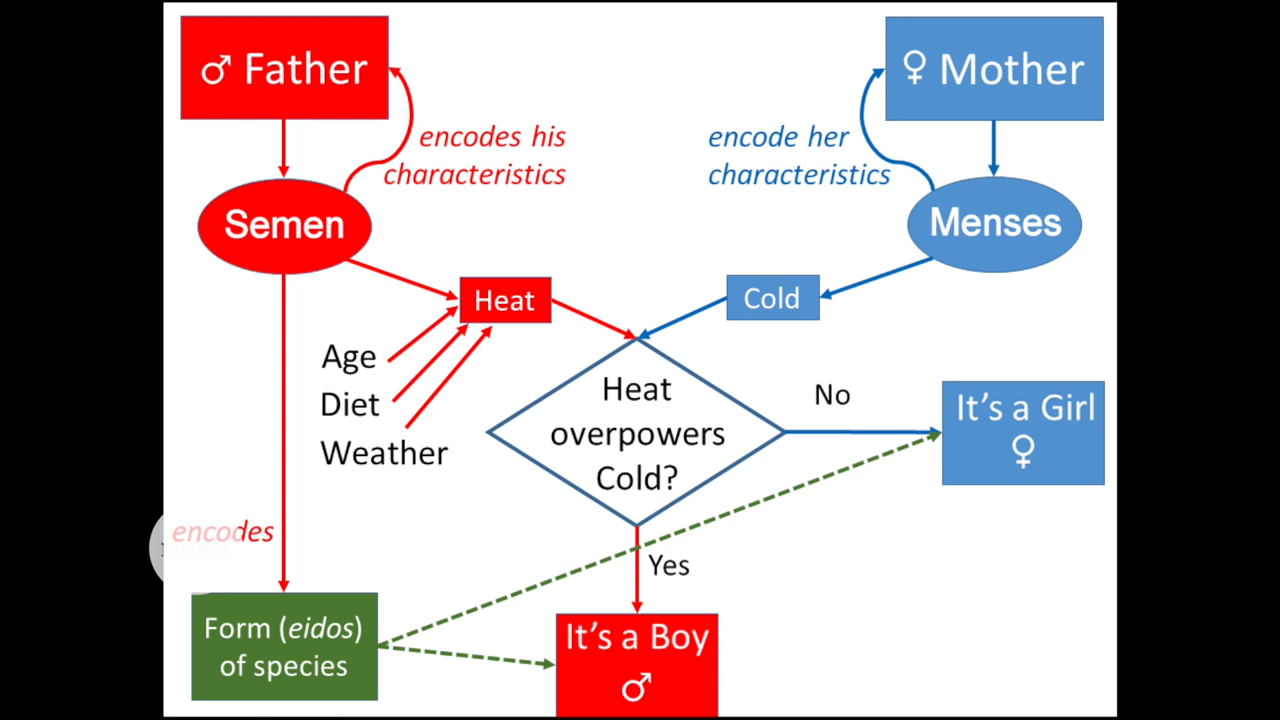 ♂ Father
♀ Mother
encodes his
characteristics
encode her
characteristics
Semen
Menses
Heat
Cold
Age
Diet
Weather
Heat
overpowers
Cold?
No
It's a Girl
♀
encodes
Yes
Form (eidos)
of species
It's a Boy
♂